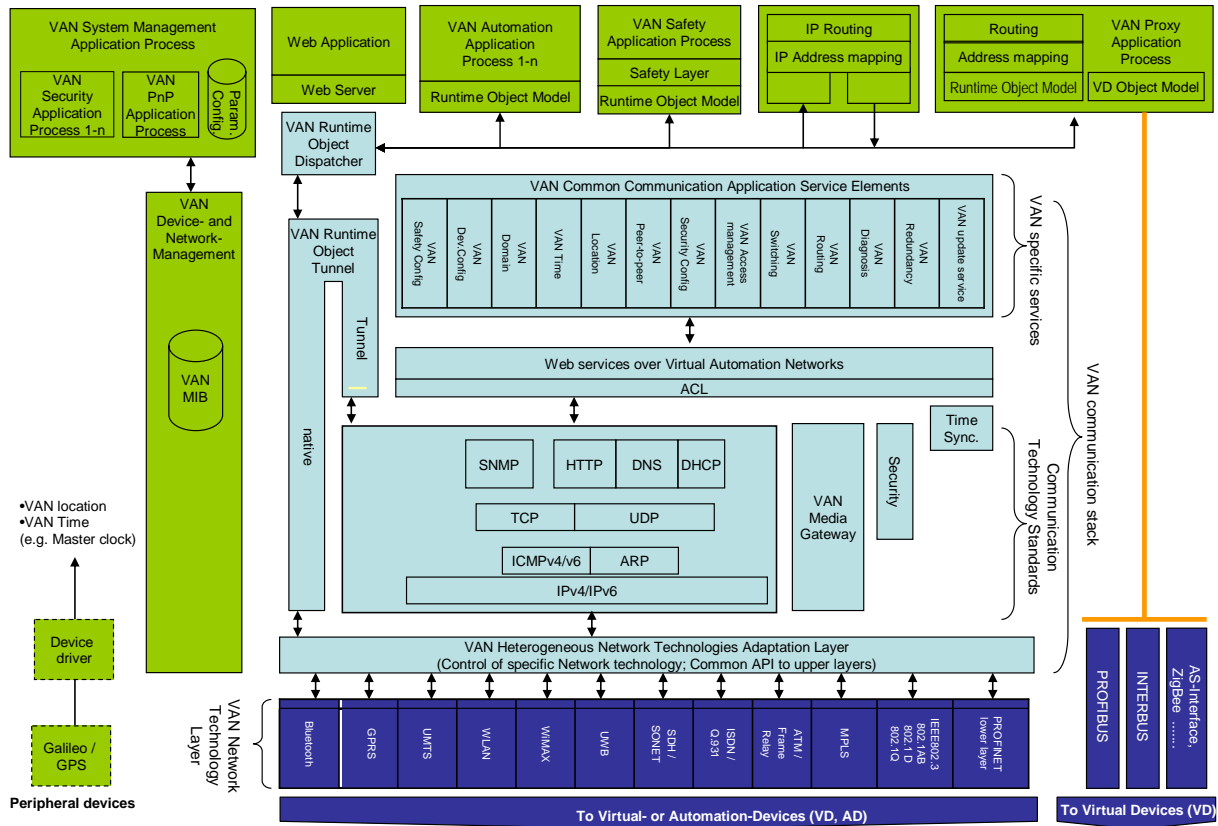 VAN System Management
Application Process
VAN
Security
Application
Process 1-n
VAN
PnP
Application
Process
Param.
Config,
Web Application
Web Server
VAN Automation
Application
Process 1-n
Runtime Object Model
VAN Safety
Application Process
Safety Layer
Runtime Object Model
IP Routing
IP Address mapping
Routing
Address mapping
Runtime Object Model
VAN Proxy
Application
Process
VD Object Model
VAN Runtime
Object
Dispatcher
VAN
Device- and
Network-
Management
VAN
MIB
VAN Runtime
Object
Tunnel
Tunnel
native
VAN Common Communication Application Service Elements
VAN
Safety Config
VAN
Dev.Config
VAN
Domain
VAN Time
VAN
Location
VAN
Peer-to-peer
VAN
Security Config
VAN Access
management
VAN
Switching
VAN
Routing
VAN
Diagnosis
VAN
Redundancy
VAN update service
VAN specific services
Web services over Virtual Automation Networks
ACL
SNMP
HTTP
DNS
DHCP
TCP
UDP
ICMPv4/v6
ARP
IPv4/IPv6
VAN
Media
Gateway
Security
Time
Sync.
Communication
Technology Standards
VAN communication stack
•VAN location
•VAN Time
(e.g. Master clock)
Device
driver
Galileo /
GPS
Peripheral devices
VAN Heterogeneous Network Technologies Adaptation Layer
(Control of specific Network technology; Common API to upper layers)
VAN Network
Technology
Layer
Bluetooth
GPRS
UMTS
WLAN
WiMAX
UWB
SDH /
SONET
ISDN /
Q.931
ATM /
Frame
Relay
MPLS
IEEE802.3
802.1AB
802.1 D
802.1Q
PROFINET
lower layer
To Virtual- or Automation-Devices (VD, AD)
PROFIBUS
INTERBUS
AS-Interface,
ZIgBee ......
To Virtual Devices (VD)